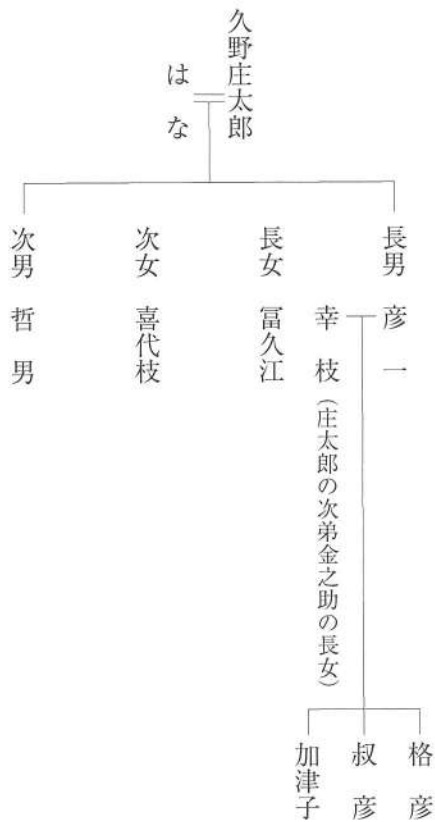 久野庄太郎
はな
長男 彦一
幸枝(庄太郎の次弟金之助の長女)
長女 冨久江
次女 喜代枝
次男 哲男
格彦
叔彦
加津子